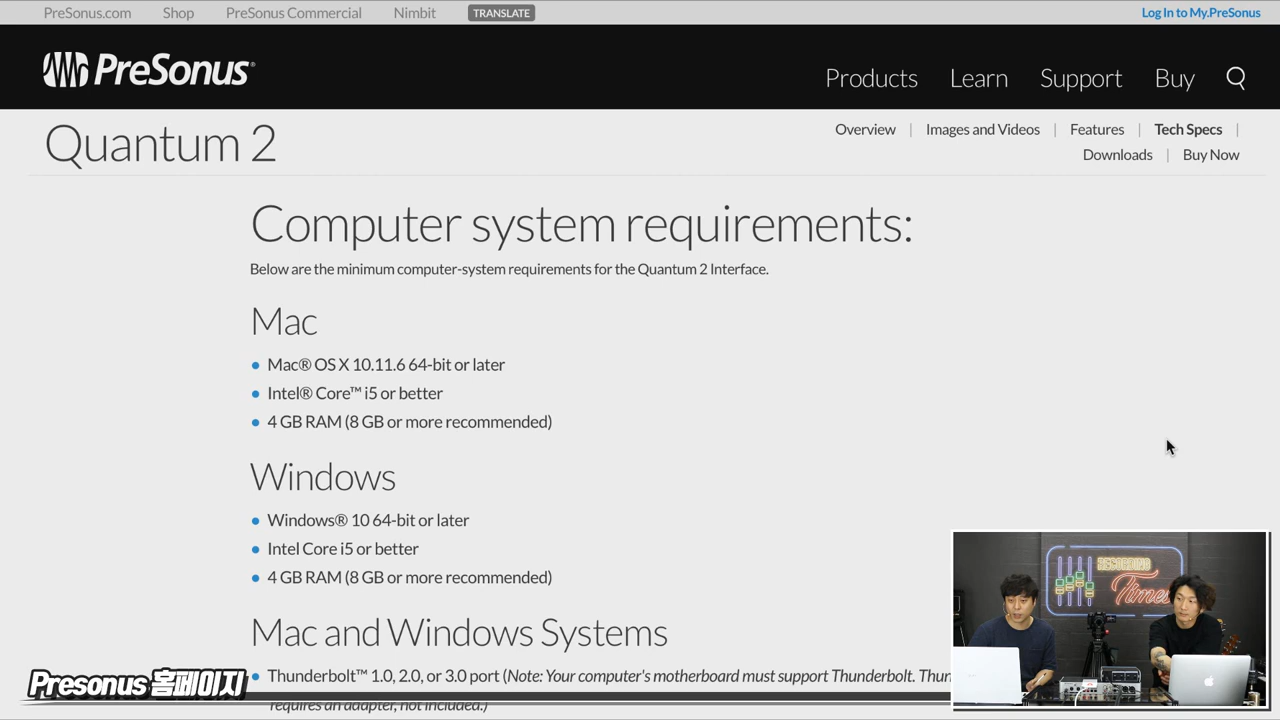 PreSonus.com Shop PreSonus Commercial Nimbit TRANSLATE Log In to My.PreSonus
PreSonus®
Products Learn Support Buy
Quantum 2
Overview | Images and Videos | Features | Tech Specs |
Downloads | Buy Now
Computer system requirements:
Below are the minimum computer-system requirements for the Quantum 2 Interface.
Mac
• Mac® OS X 10.11.6 64-bit or later
• Intel® Core™ i5 or better
• 4 GB RAM (8 GB or more recommended)
Windows
• Windows® 10 64-bit or later
• Intel Core i5 or better
• 4 GB RAM (8 GB or more recommended)
Mac and Windows Systems
• Thunderbolt™ 1.0, 2.0, or 3.0 port (Note: Your computer's motherboard must support Thunderbolt.
requires an adapter, not included.)
Presonus 홈페이지
RECORDING
Times